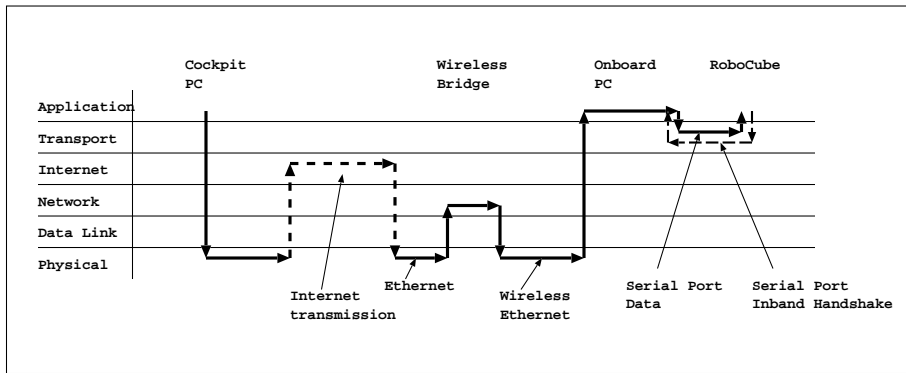 Cockpit
PC
Wireless
Bridge
Onboard
PC
RoboCube
Application
Transport
Internet
Network
Data Link
Physical
Internet
transmission
Ethernet
Wireless
Ethernet
Serial Port
Data
Serial Port
Inband Handshake